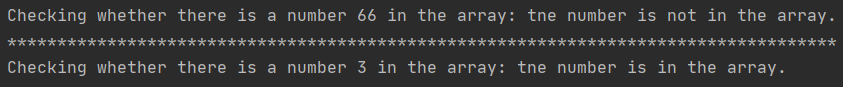 Checking whether there is a number 66 in the array: tne number is not in the array.
***********************************************************************************
Checking whether there is a number 3 in the array: tne number is in the array.